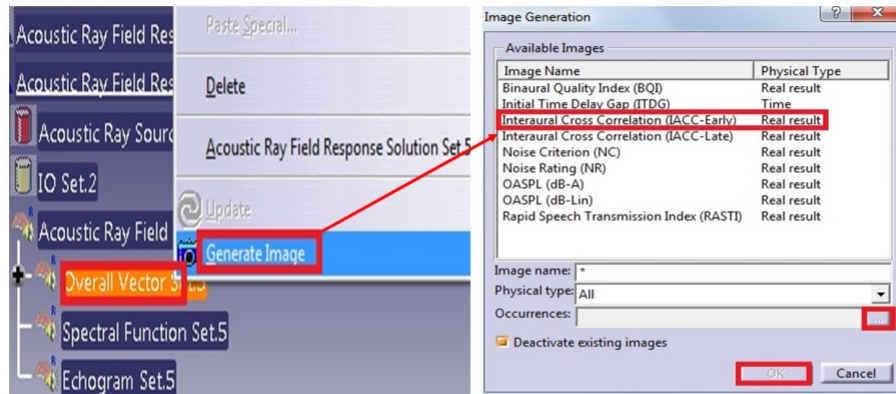 Acoustic Ray Field Res
Acoustic Ray Field Res
Acoustic Ray Sourc
IO Set.2
Acoustic Ray Field
Overall Vector S
Spectral Function Set.5
Echogram Set.5
Paste Special...
Delete
Acoustic Ray Field Response Solution Set.5
Update
Generate Image
Image Generation
Available Images
Image Name Physical Type
Binaural Quality Index (BQI) Real result
Initial Time Delay Gap (ITDG) Time
Interaural Cross Correlation (IACC-Early) Real result
Interaural Cross Correlation (IACC-Late) Real result
Noise Criterion (NC) Real result
Noise Rating (NR) Real result
OASPL (dB-A) Real result
OASPL (dB-Lin) Real result
Rapid Speech Transmission Index (RASTI) Real result
Image name: *
Physical type: All
Occurrences: ...
Deactivate existing images
OK Cancel